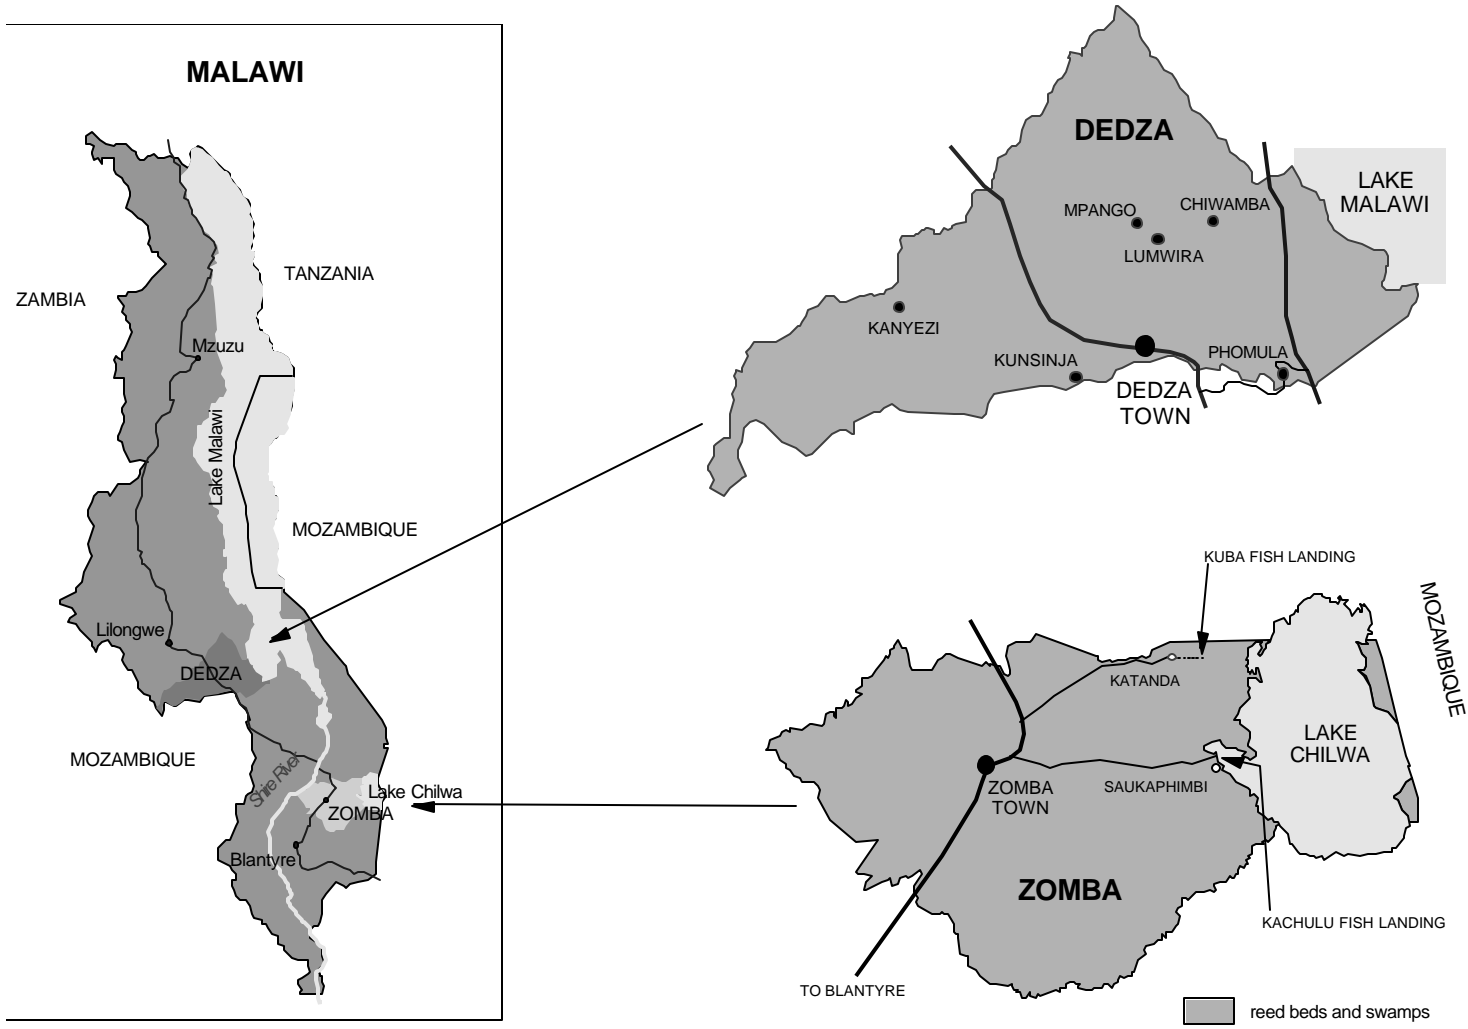 MALAWI
ZAMBIA
TANZANIA
Mzuzu
Lake Malawi
MOZAMBIQUE
Lilongwe
DEDZA
MOZAMBIQUE
Shire River
Lake Chilwa
ZOMBA
Blantyre
DEDZA
LAKE
MALAWI
MPANGO
CHIWAMBA
LUMWIRA
KANYEZI
KUNSINJA
PHOMULA
DEDZA
TOWN
KUBA FISH LANDING
MOZAMBIQUE
KATANDA
LAKE
CHILWA
ZOMBA
TOWN
SAUKAPHIMBI
ZOMBA
KACHULU FISH LANDING
TO BLANTYRE
reed beds and swamps